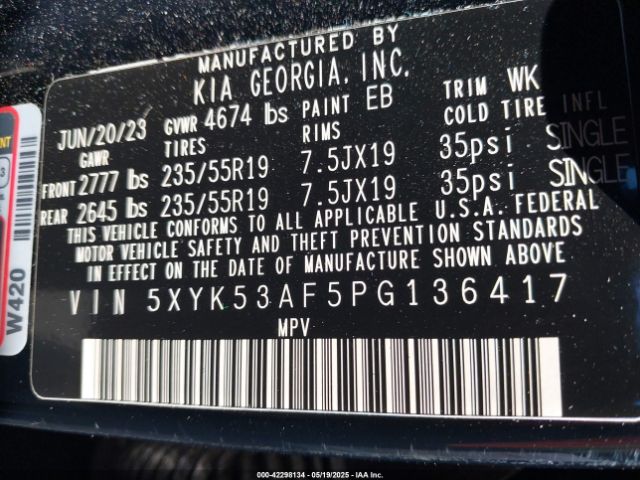 MANUFACTURED BY
KIA GEORGIA, INC.
JUN/20/23 GVWR 4674 lbs PAINT EB TRIM WK
GAWR TIRES RIMS COLD TIRE INFL
FRONT 2777 lbs 235/55R19 7.5JX19 35psi SINGLE
REAR 2645 lbs 235/55R19 7.5JX19 35psi SINGLE
THIS VEHICLE CONFORMS TO ALL APPLICABLE U.S.A. FEDERAL
MOTOR VEHICLE SAFETY AND THEFT PREVENTION STANDARDS
IN EFFECT ON THE DATE OF MANUFACTURE SHOWN ABOVE
VIN 5XYK53AF5PG136417
MPV
W420
000-42298134 - 05/19/2025 - IAA Inc.